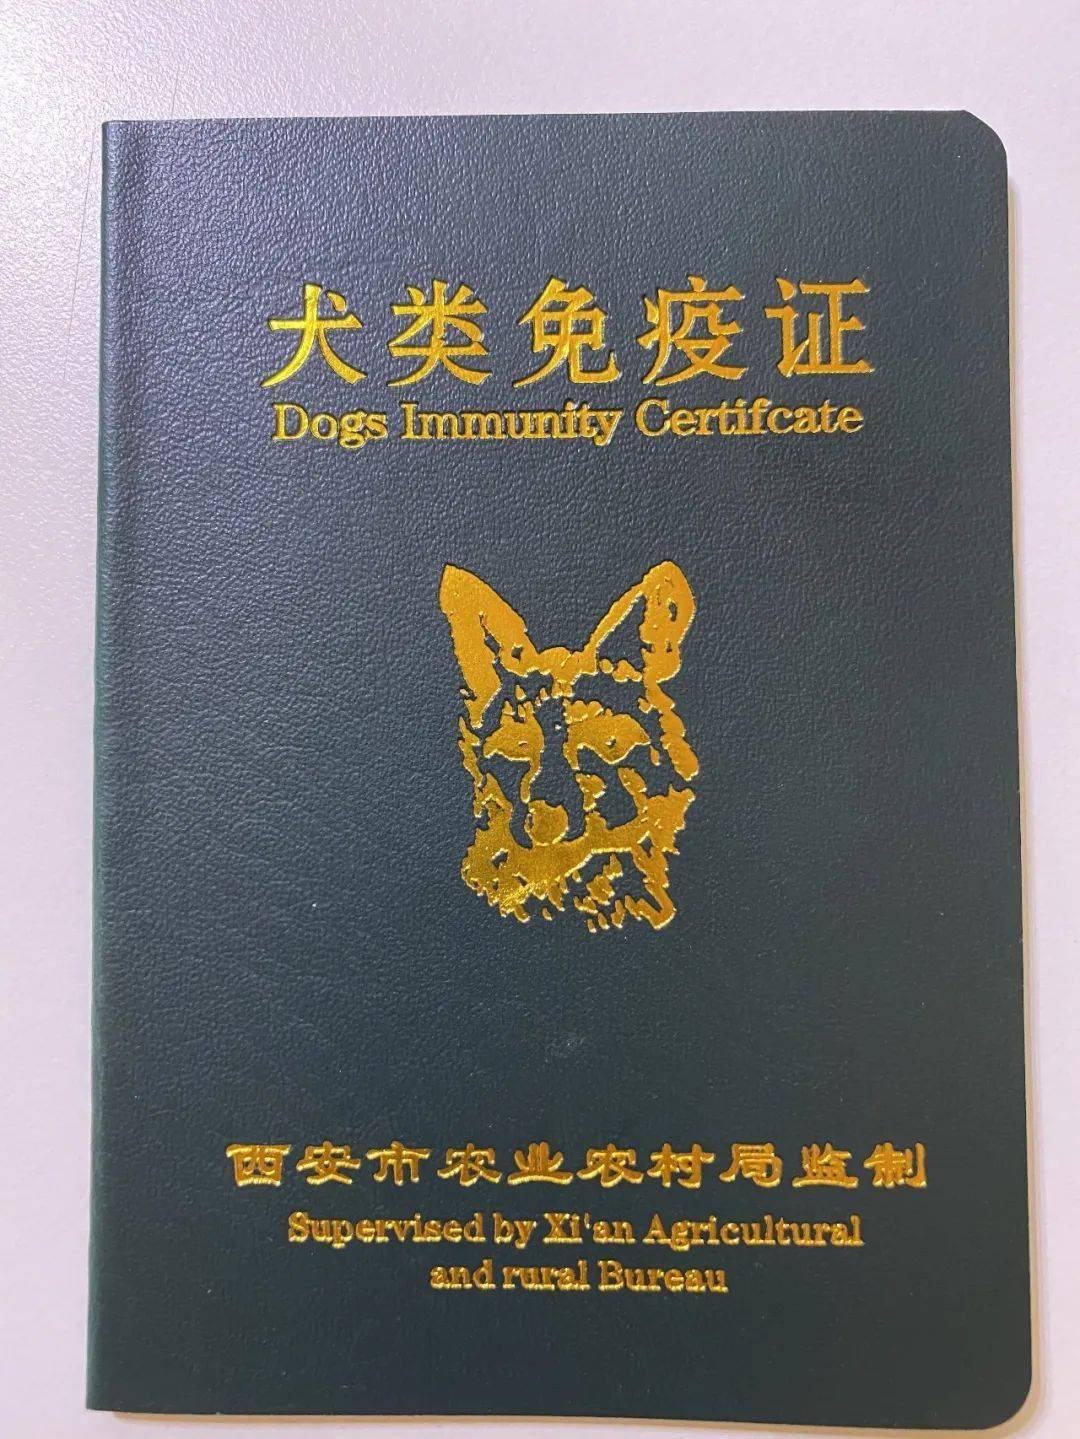 犬类免疫证
Dogs Immunity Certifcate
西安市农业农村局监制
Supervised by Xi'an Agricultural
and rural Bureau